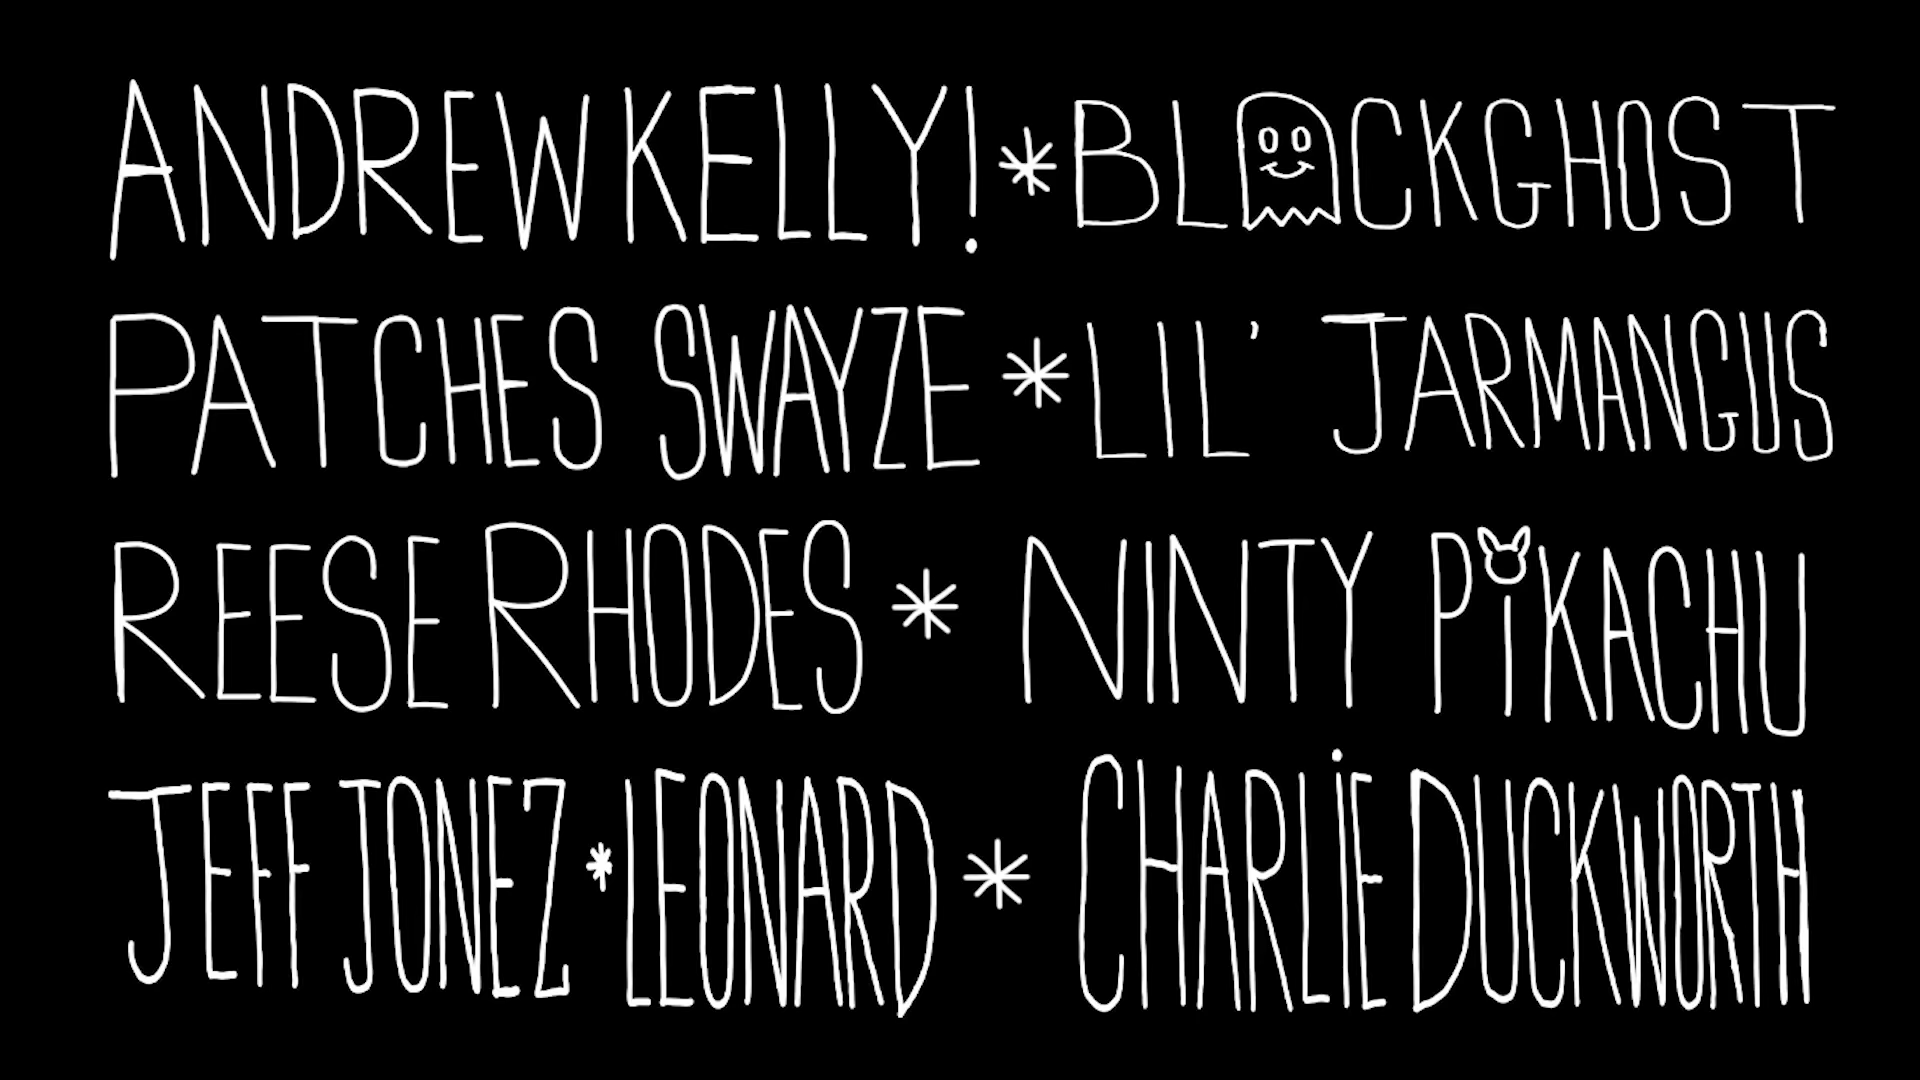 ANDREW KELLY! * BLACKGHOST
PATCHES SWAYZE * LIL' JARMANGUS
REESE RHODES * NINTY PIKACHU
JEFF JONEZ * LEONARD * CHARLIE DUCKWORTH